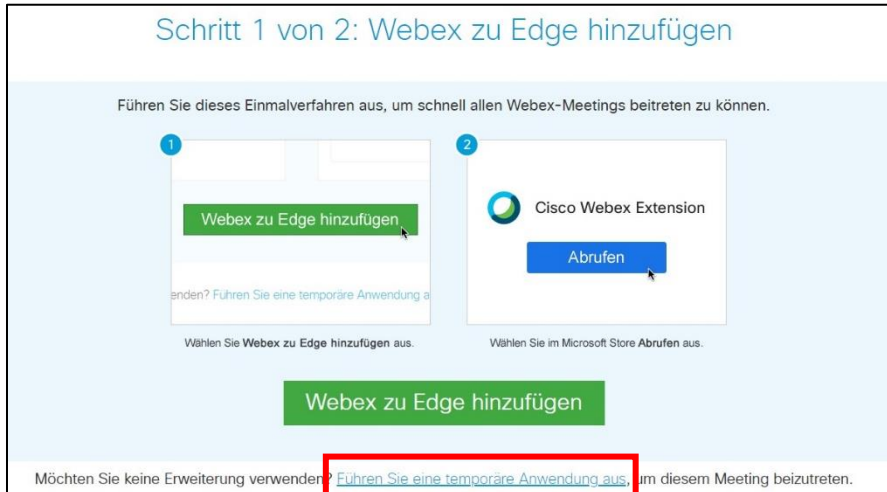 Schritt 1 von 2: Webex zu Edge hinzufügen
Führen Sie dieses Einmalverfahren aus, um schnell allen Webex-Meetings beitreten zu können.
1
Webex zu Edge hinzufügen
enden? Führen Sie eine temporäre Anwendung a
Wählen Sie Webex zu Edge hinzufügen aus.
2
Cisco Webex Extension
Abrufen
Wählen Sie im Microsoft Store Abrufen aus.
Webex zu Edge hinzufügen
Möchten Sie keine Erweiterung verwenden? Führen Sie eine temporäre Anwendung aus, um diesem Meeting beizutreten.